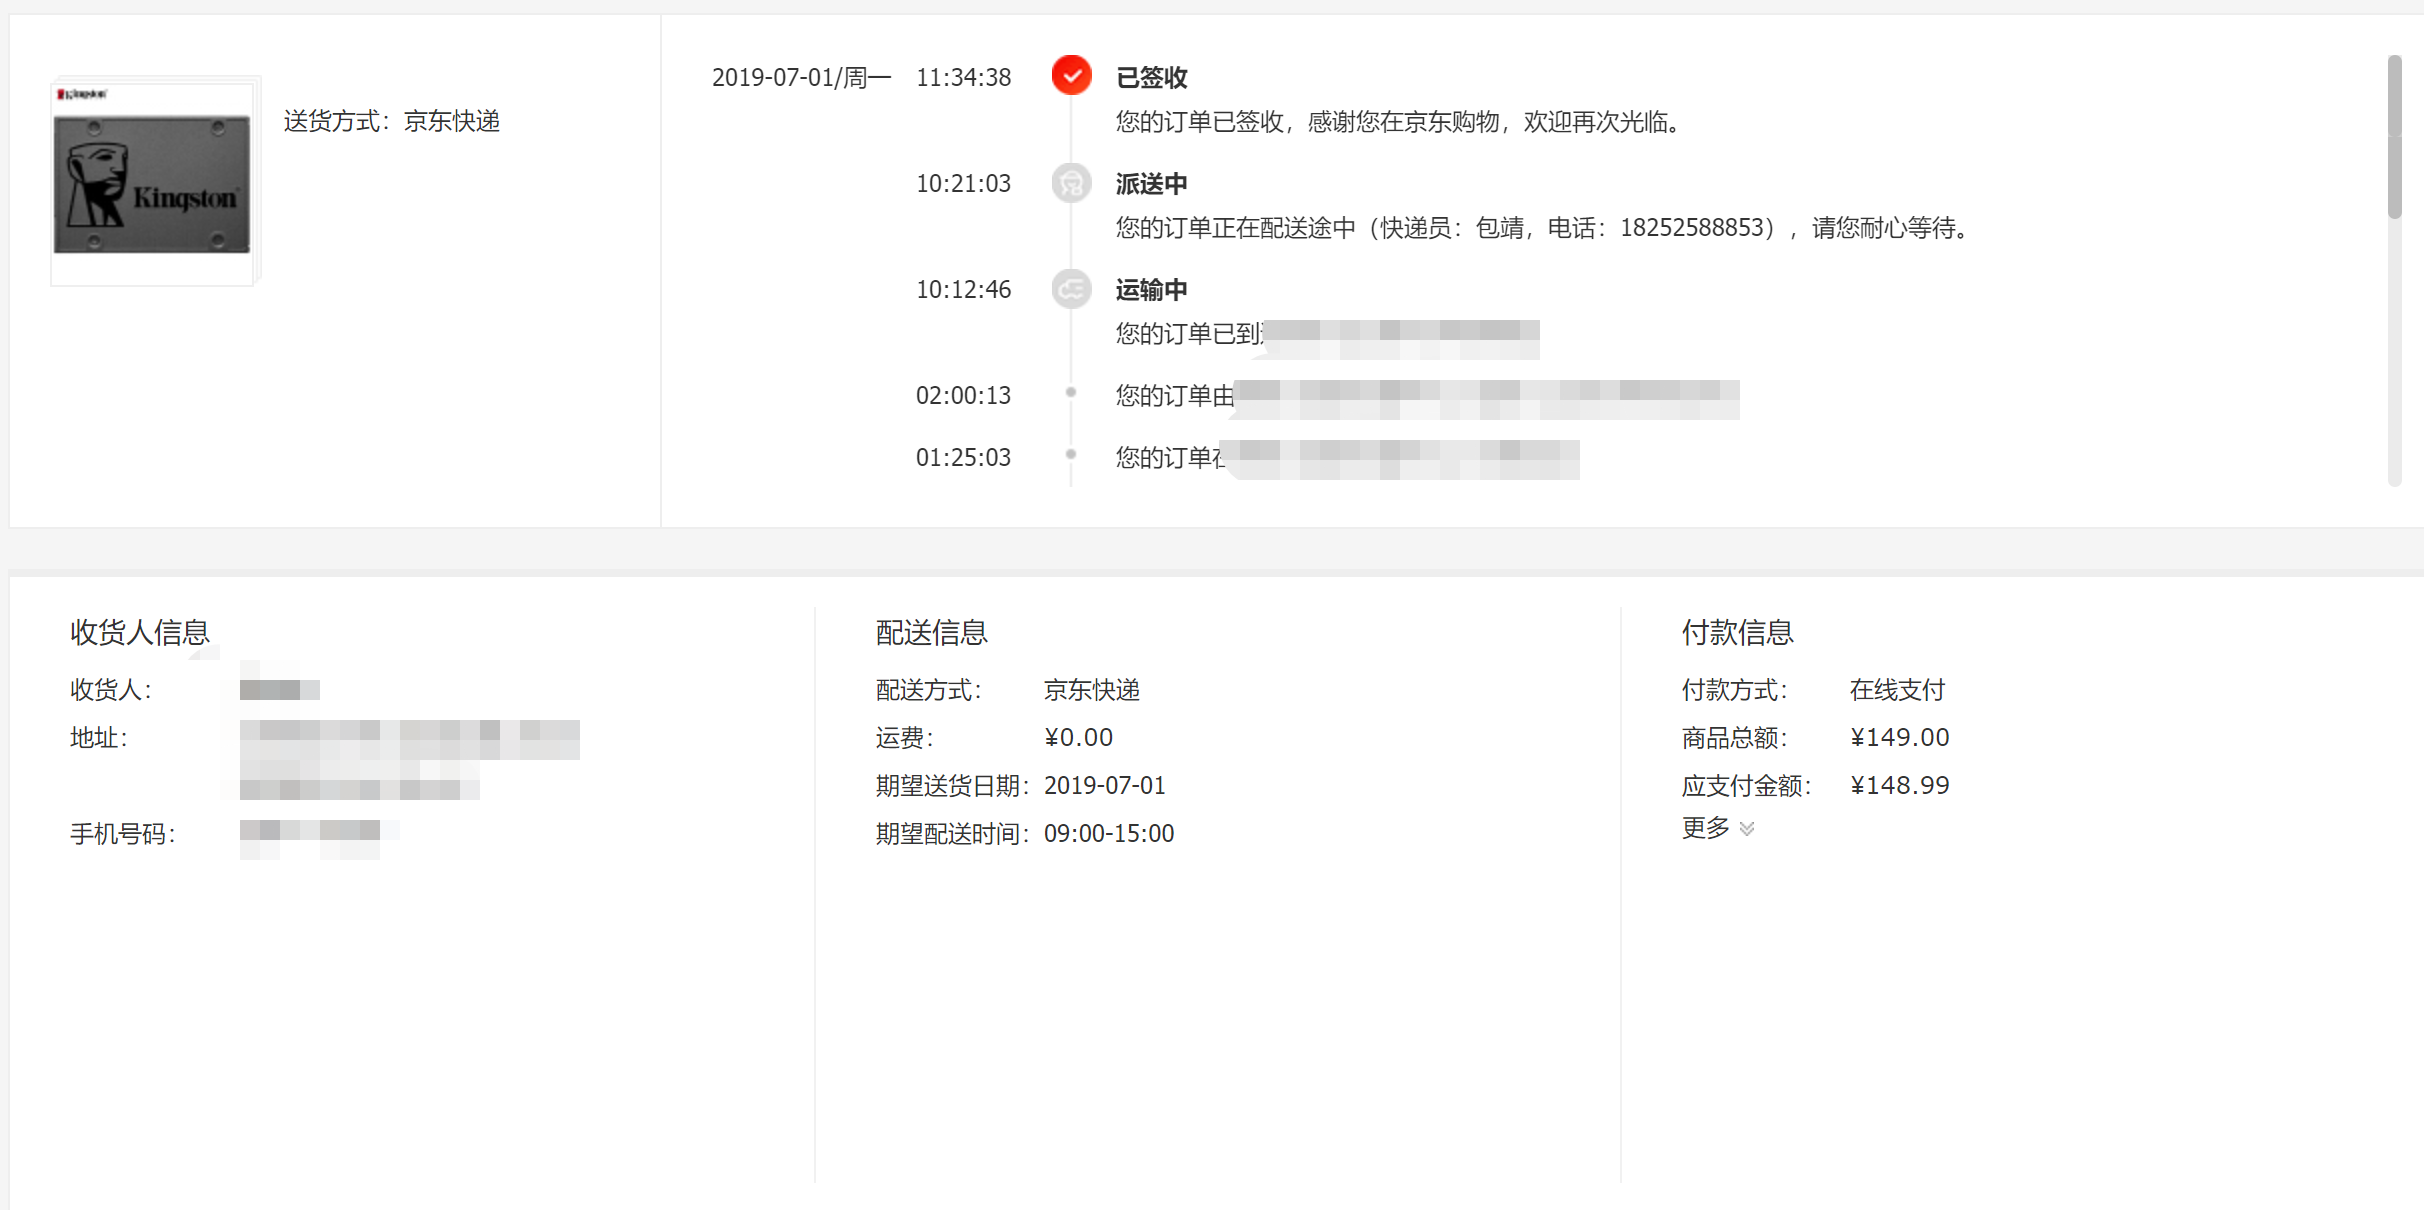 Kingston
Kingston
送货方式：京东快递
2019-07-01/周一 11:34:38 已签收
您的订单已签收，感谢您在京东购物，欢迎再次光临。
10:21:03 派送中
您的订单正在配送途中（快递员：包靖，电话：18252588853），请您耐心等待。
10:12:46 运输中
您的订单已到
02:00:13 您的订单由
01:25:03 您的订单在
收货人信息
收货人：
地址：
手机号码：
配送信息
配送方式： 京东快递
运费： ¥0.00
期望送货日期：2019-07-01
期望配送时间：09:00-15:00
付款信息
付款方式： 在线支付
商品总额： ¥149.00
应支付金额： ¥148.99
更多